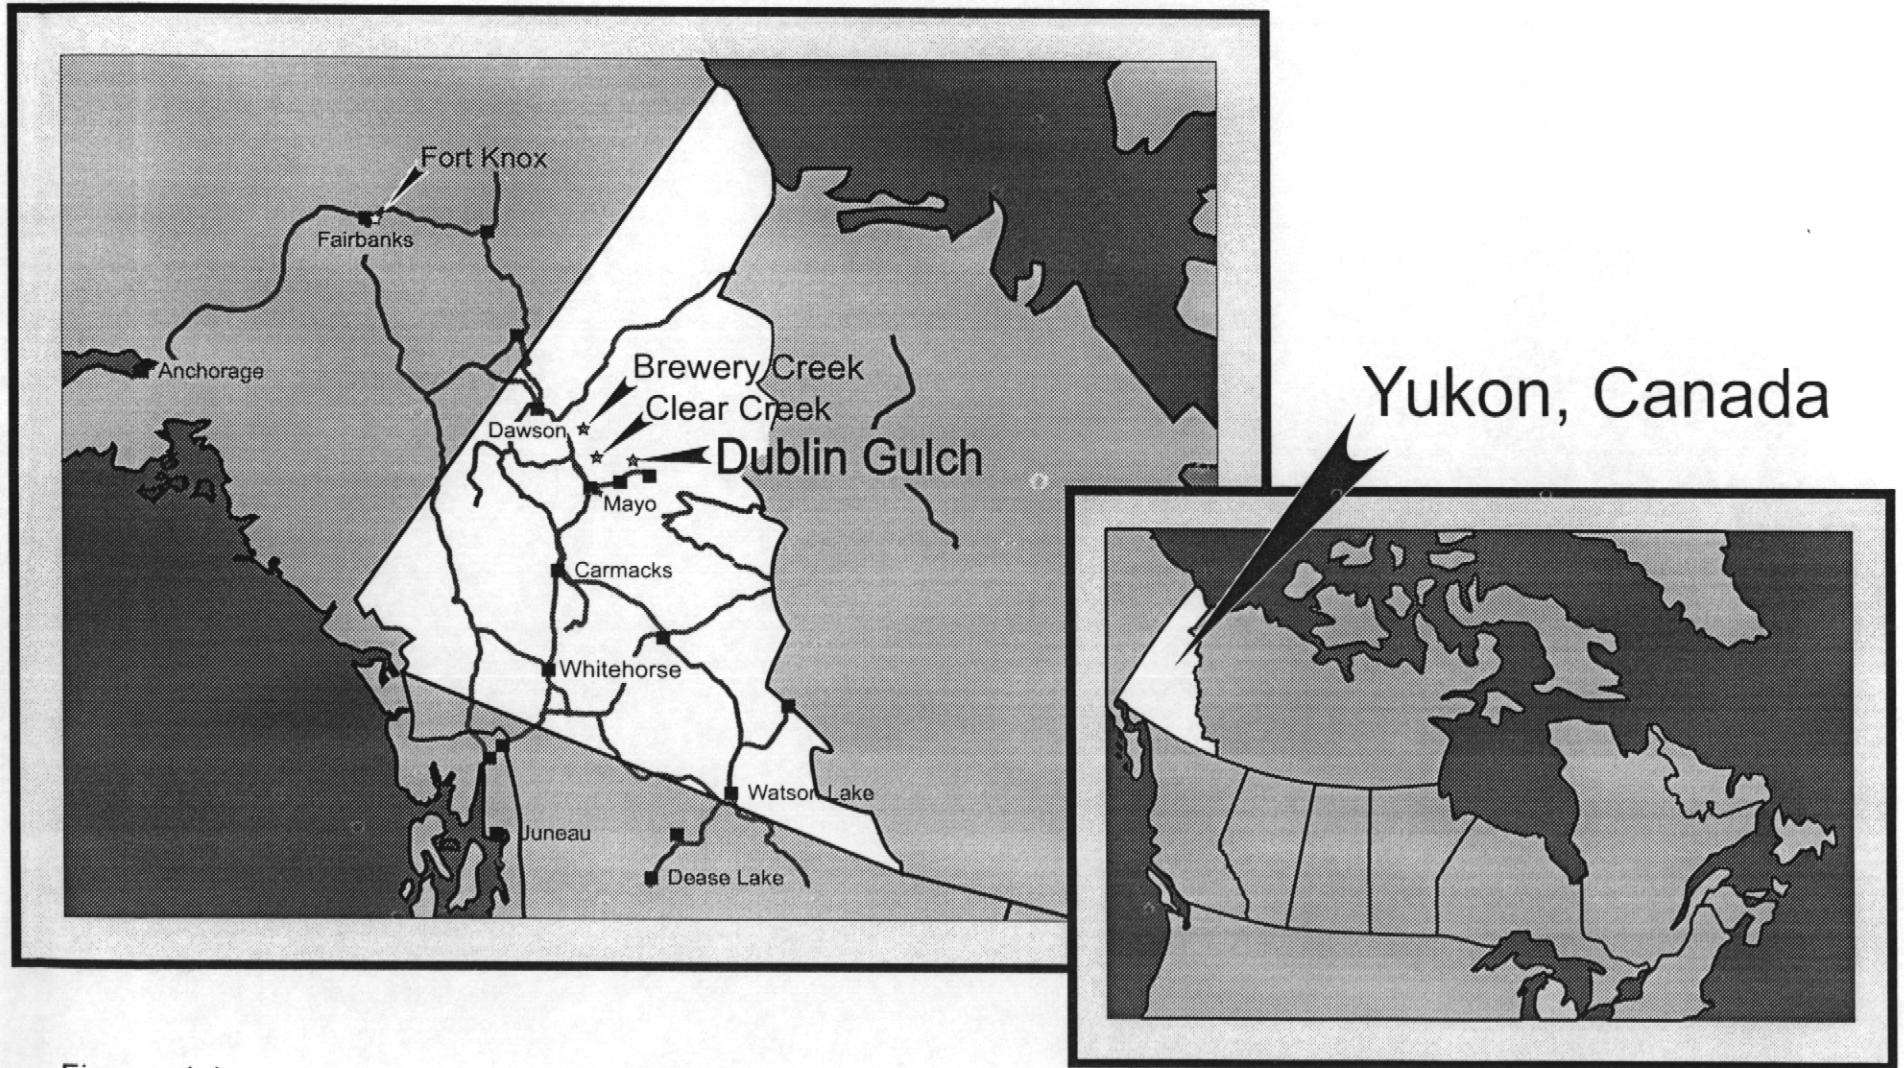 Fort Knox
Fairbanks
Anchorage
Brewery Creek
Clear Creek
Dawson
Dublin Gulch
Mayo
Carmacks
Whitehorse
Watson Lake
Juneau
Dease Lake
Yukon, Canada